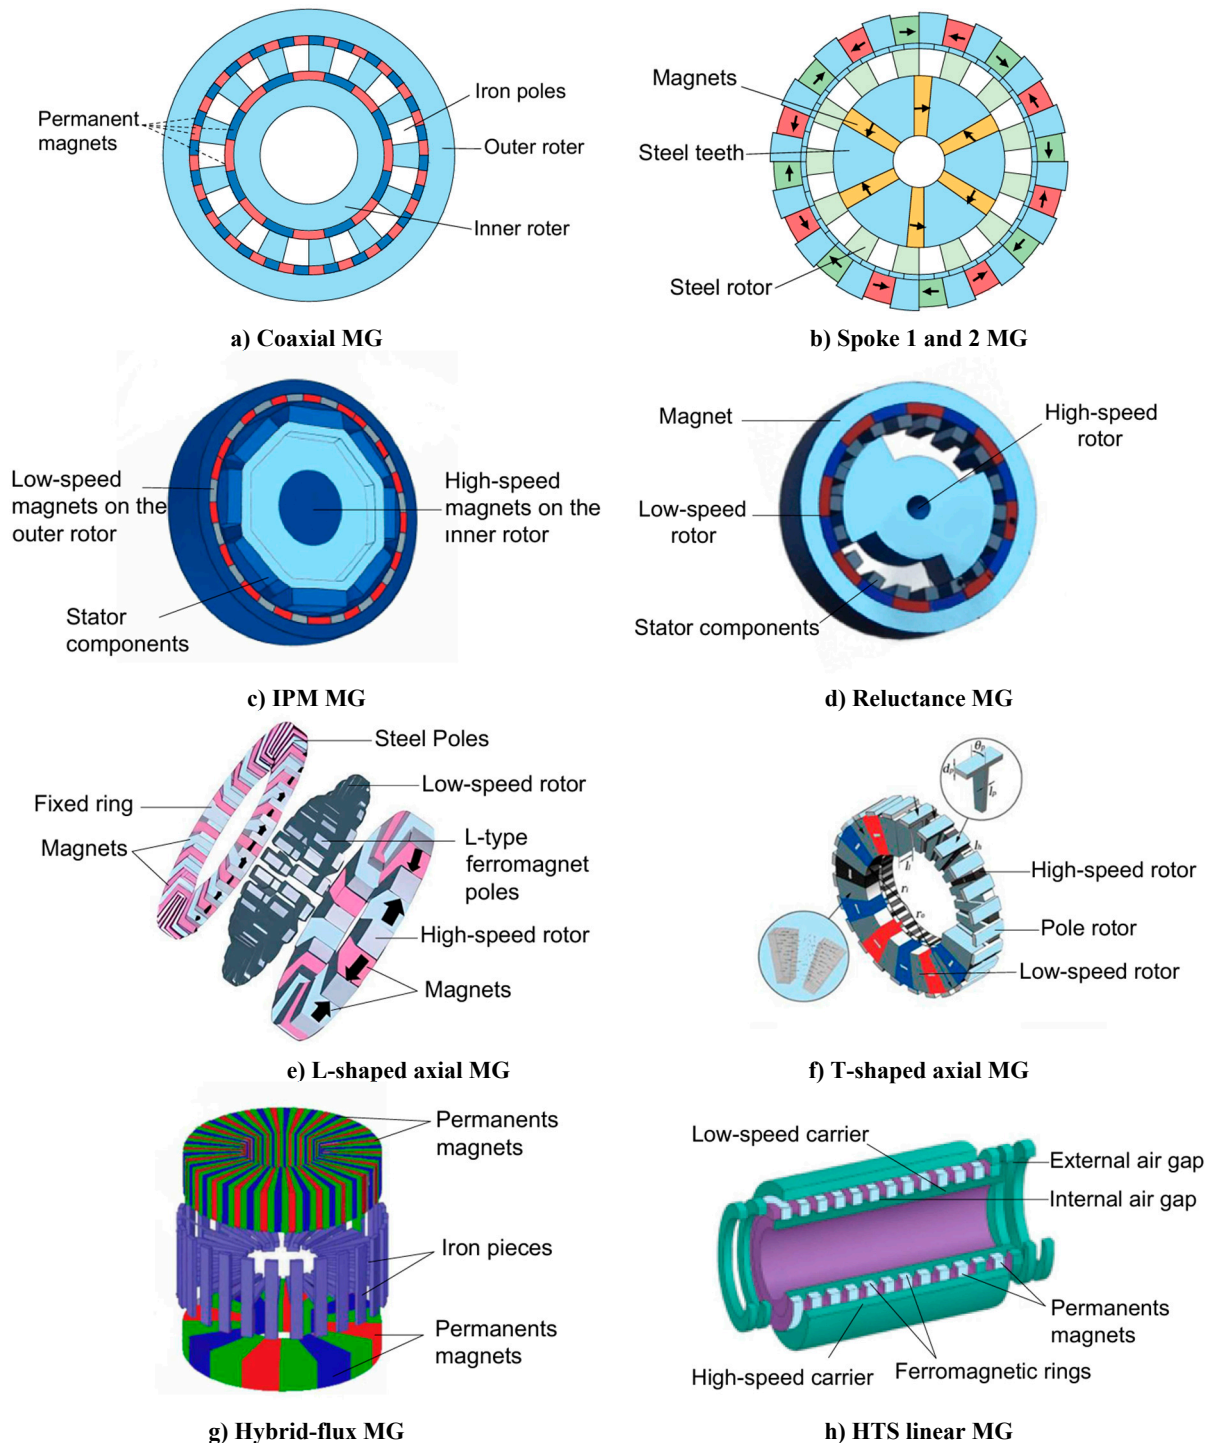 Permanent
magnets
Iron poles
Outer roter
Inner roter
a) Coaxial MG
Magnets
Steel teeth
Steel rotor
b) Spoke 1 and 2 MG
Low-speed
magnets on the
outer rotor
High-speed
magnets on the
ınner rotor
Stator
components
c) IPM MG
Magnet
High-speed
rotor
Low-speed
rotor
Stator components
d) Reluctance MG
Steel Poles
Low-speed rotor
Fixed ring
Magnets
L-type
ferromagnet
poles
High-speed rotor
Magnets
e) L-shaped axial MG
High-speed rotor
Pole rotor
Low-speed rotor
f) T-shaped axial MG
Permanents
magnets
Iron pieces
Permanents
magnets
g) Hybrid-flux MG
Low-speed carrier
External air gap
Internal air gap
Permanents
magnets
Ferromagnetic rings
High-speed carrier
h) HTS linear MG